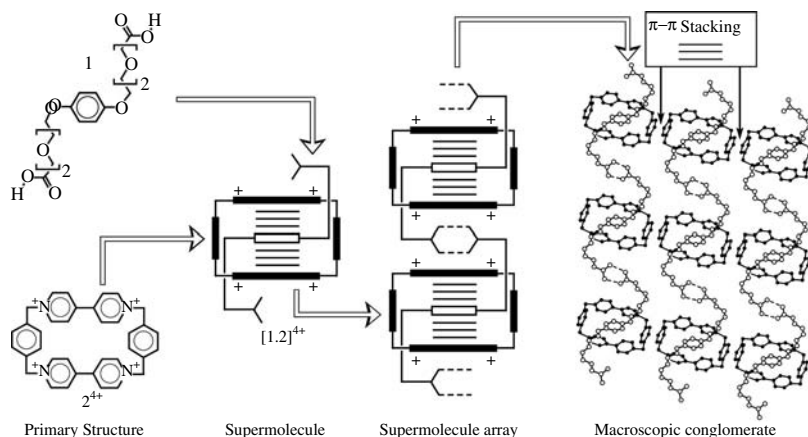 H
O
O
π–π Stacking
1
O
2
O
O
O
2
H
O
O
+ +
+ +
+ +
+ +
+ +
+ +
[1.2]4+
+N N+
+N N+
2⁴⁺
Primary Structure
Supermolecule
Supermolecule array
Macroscopic conglomerate